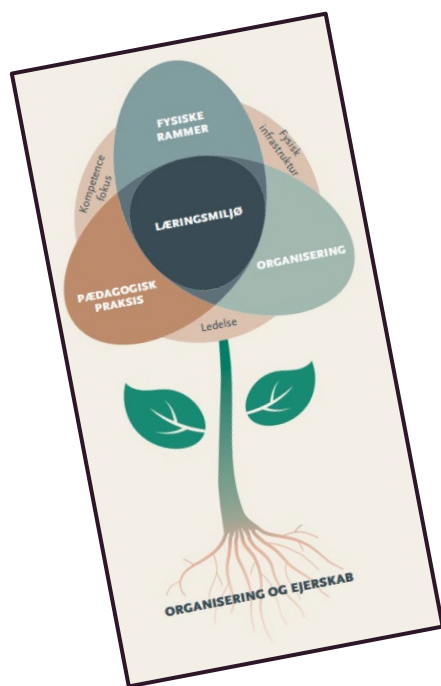 FYSISKE
RAMMER
Kompetence
fokus
Fysisk
infrastruktur
LÆRINGSMILJØ
ORGANISERING
PÆDAGOGISK
PRAKSIS
Ledelse
ORGANISERING OG EJERSKAB